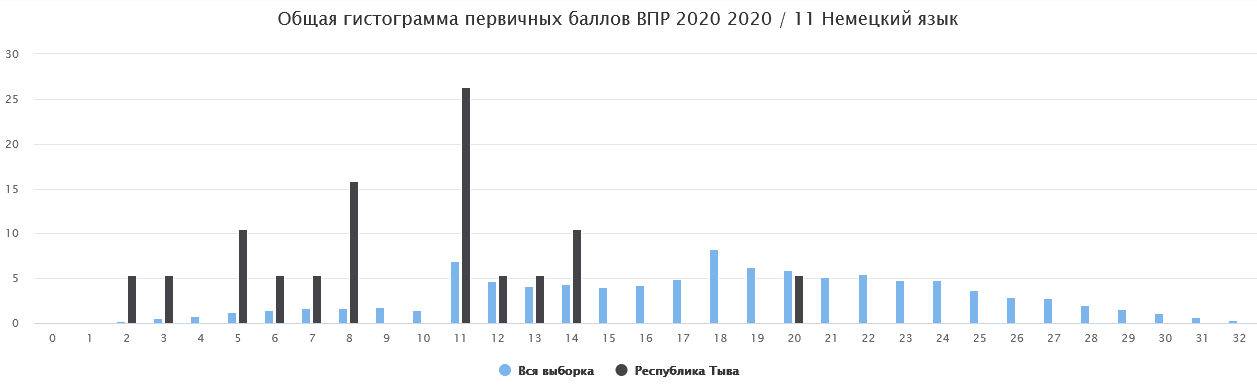 Общая гистограмма первичных баллов ВПР 2020 2020 / 11 Немецкий язык
30
25
20
15
10
5
0
0 1 2 3 4 5 6 7 8 9 10 11 12 13 14 15 16 17 18 19 20 21 22 23 24 25 26 27 28 29 30 31 32
Вся выборка Республика Тыва